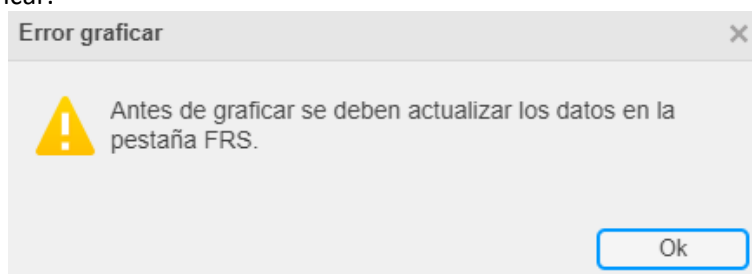 Error graficar
Antes de graficar se deben actualizar los datos en la
pestaña FRS.
Ok